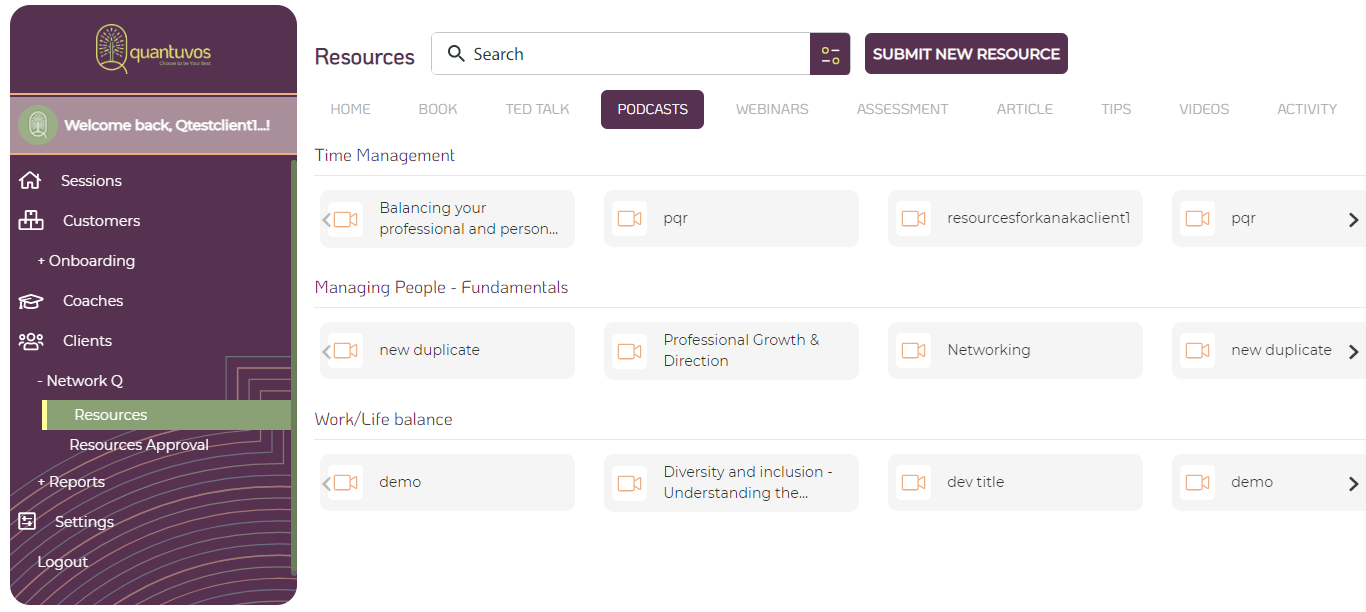 quantuvos
Choose to be Your Best
Welcome back, Qtestclient1...!
Sessions
Customers
+ Onboarding
Coaches
Clients
- Network Q
Resources
Resources Approval
+ Reports
Settings
Logout
Resources
Search
SUBMIT NEW RESOURCE
HOME BOOK TED TALK PODCASTS WEBINARS ASSESSMENT ARTICLE TIPS VIDEOS ACTIVITY
Time Management
Balancing your
professional and person...
pqr
resourcesforkanakaclient1
pqr
Managing People - Fundamentals
new duplicate
Professional Growth &
Direction
Networking
new duplicate
Work/Life balance
demo
Diversity and inclusion -
Understanding the...
dev title
demo